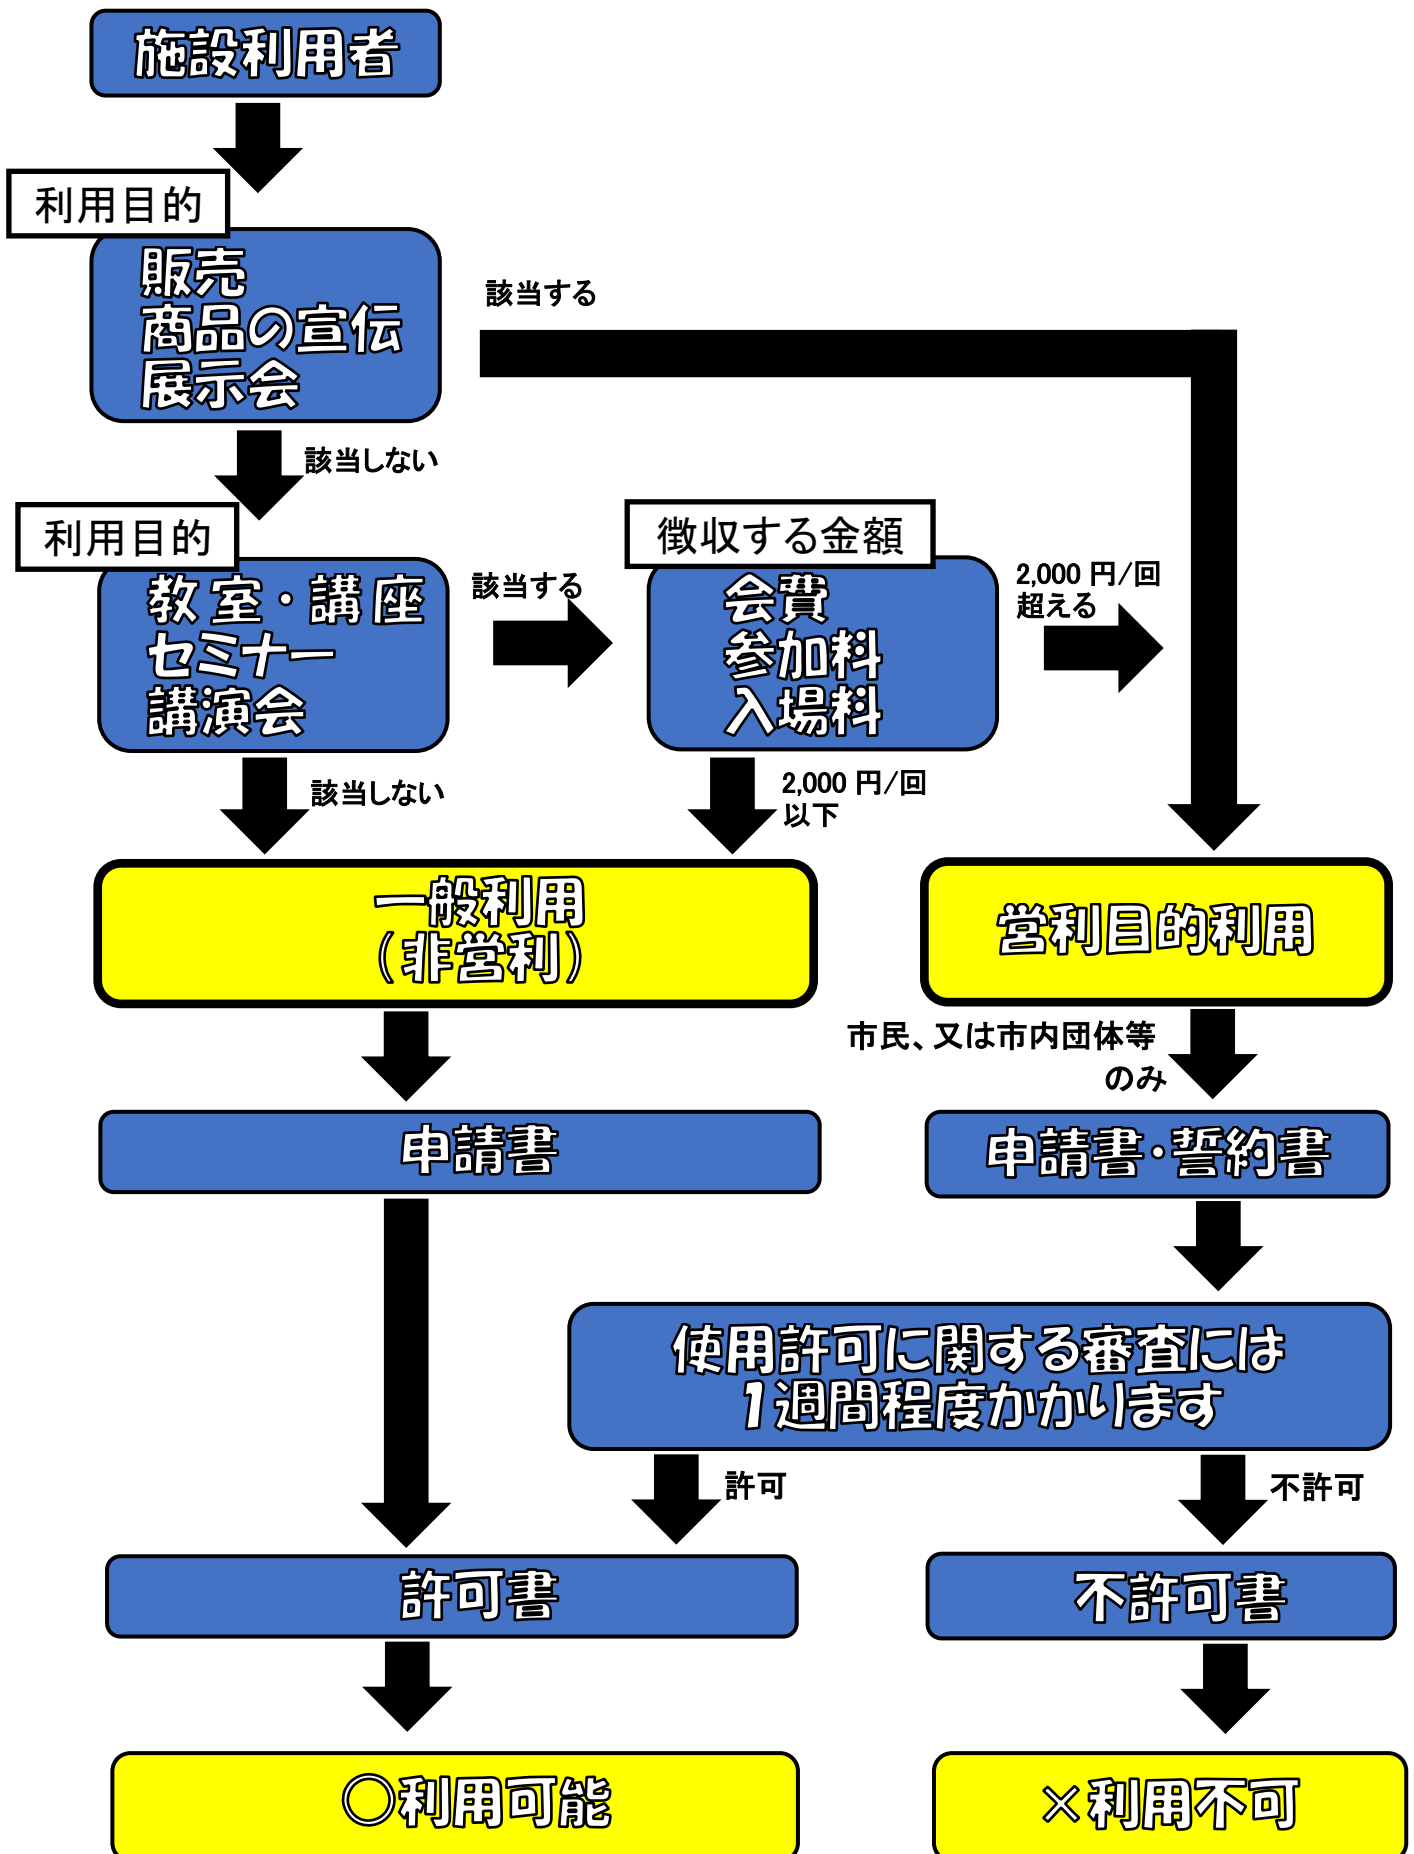 施設利用者
利用目的
販売
商品の宣伝
展示会
該当する
該当しない
利用目的
教室・講座
セミナー
講演会
該当する
徴収する金額
会費
参加料
入場料
2,000円/回
超える
該当しない
2,000円/回
以下
一般利用
（非営利）
営利目的利用
市民、又は市内団体等
のみ
申請書
申請書・誓約書
使用許可に関する審査には
1週間程度かかります
許可
不許可
許可書
不許可書
○利用可能
×利用不可